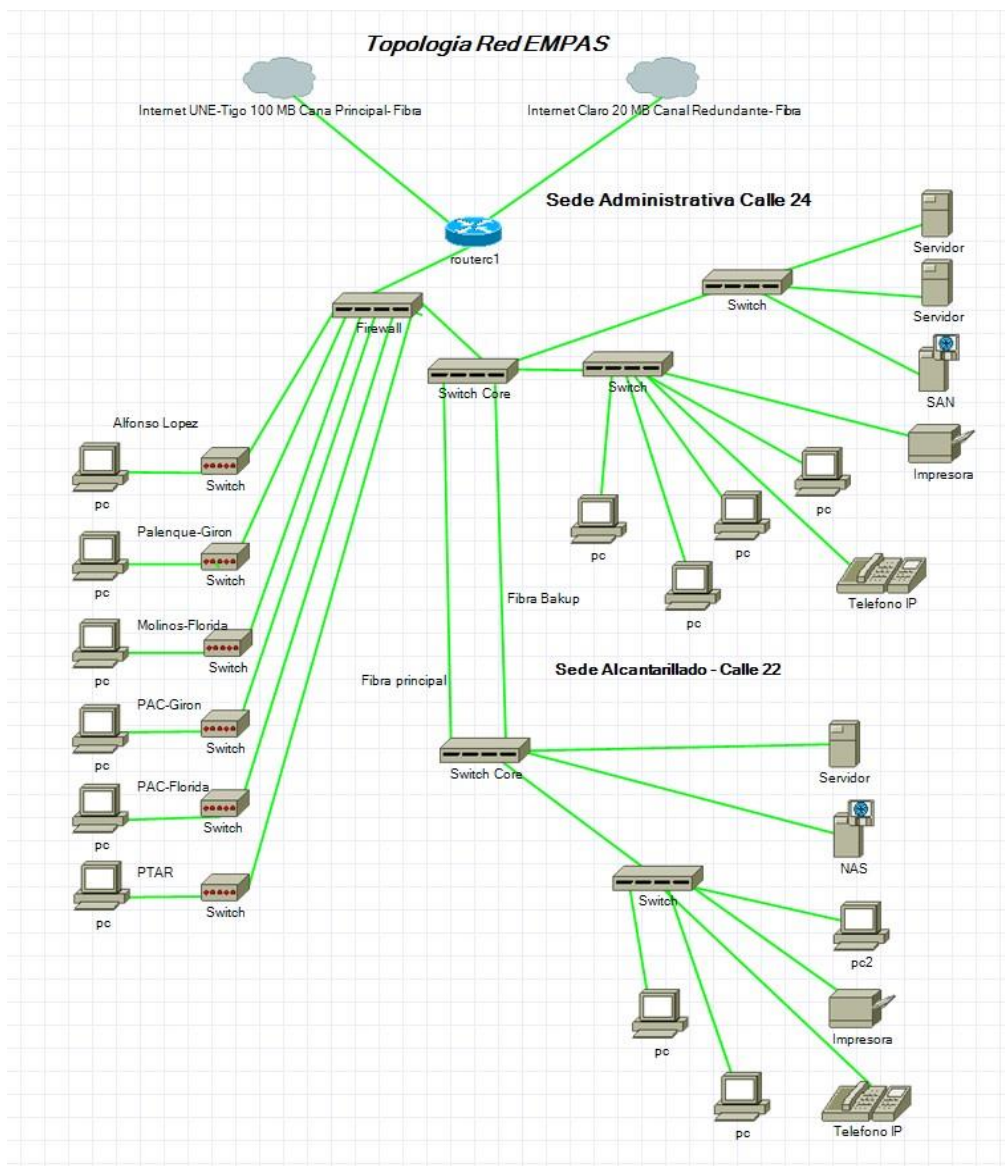 Topologia Red EMPAS
Internet UNE-Tigo 100 MB Cana Principal- Fibra
Internet Claro 20 MB Canal Redundante- Fibra
Sede Administrativa Calle 24
routerc1
Servidor
Switch
Servidor
Firewall
Switch Core
Switch
SAN
Impresora
Alfonso Lopez
Switch
pc
pc
pc
pc
pc
Telefono IP
Palenque-Giron
Switch
pc
Fibra Bakup
Molinos-Florida
Switch
pc
Fibra principal
Sede Alcantarillado - Calle 22
PAC-Giron
Switch
pc
Switch Core
Servidor
PAC-Florida
Switch
pc
NAS
PTAR
Switch
pc
Switch
pc2
pc
Impresora
pc
Telefono IP